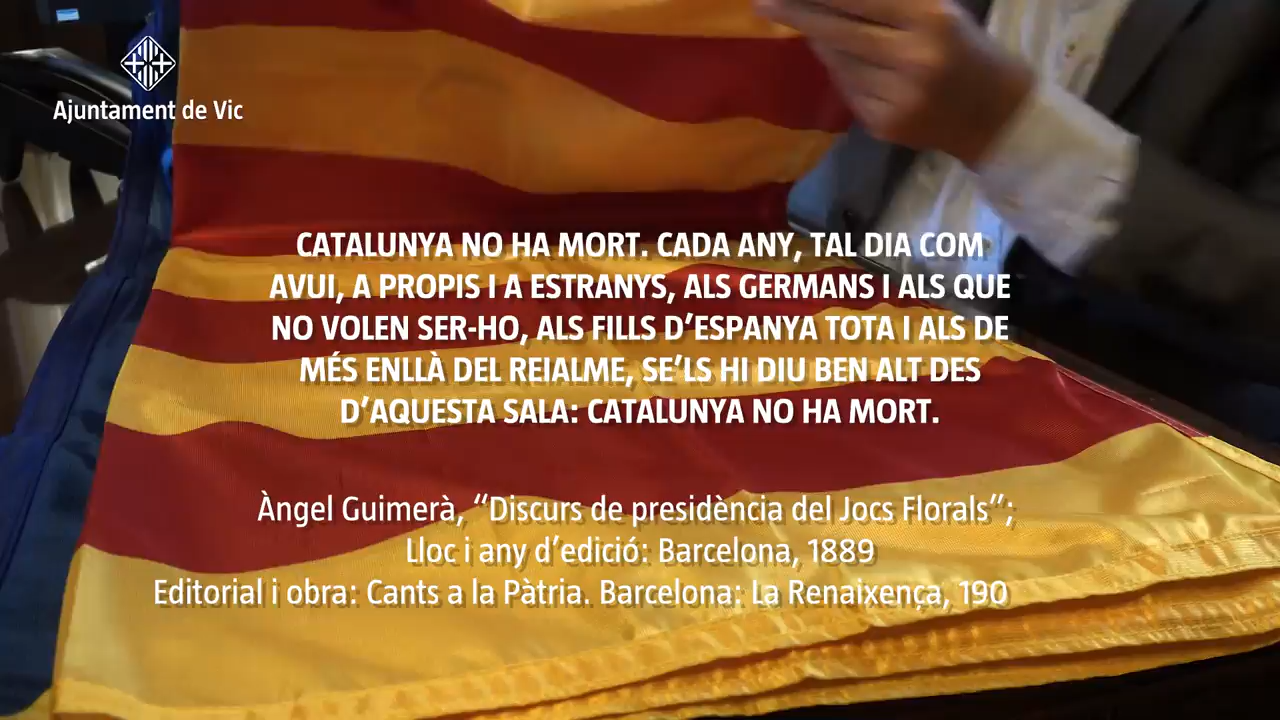 Ajuntament de Vic
CATALUNYA NO HA MORT. CADA ANY, TAL DIA COM
AVUI, A PROPIS I A ESTRANYS, ALS GERMANS I ALS QUE
NO VOLEN SER-HO, ALS FILLS D’ESPANYA TOTA I ALS DE
MÉS ENLLÀ DEL REIALME, SE’LS HI DIU BEN ALT DES
D’AQUESTA SALA: CATALUNYA NO HA MORT.
Àngel Guimerà, “Discurs de presidència del Jocs Florals”;
Lloc i any d’edició: Barcelona, 1889
Editorial i obra: Cants a la Pàtria. Barcelona: La Renaixença, 190